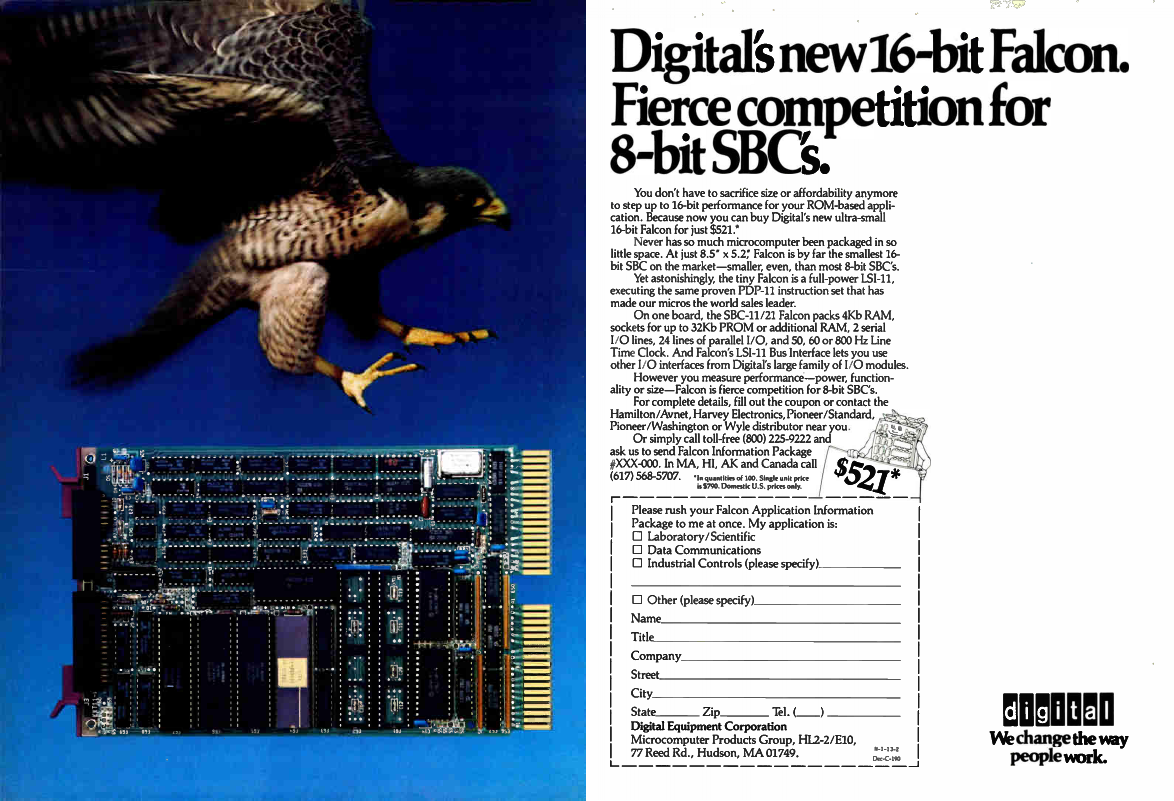 Digital's new 16-bit Falcon.
Fierce competition for
8-bit SBC's.
You don't have to sacrifice size or affordability anymore
to step up to 16-bit performance for your ROM-based appli-
cation. Because now you can buy Digital's new ultra-small
16-bit Falcon for just $521.*
Never has so much microcomputer been packaged in so
little space. At just 8.5" x 5.2", Falcon is by far the smallest 16-
bit SBC on the market—smaller, even, than most 8-bit SBC's.
Yet astonishingly, the tiny Falcon is a full-power LSI-11,
executing the same proven PDP-11 instruction set that has
made our micros the world sales leader.
On one board, the SBC-11/21 Falcon packs 4Kb RAM,
sockets for up to 32Kb PROM or additional RAM, 2 serial
I/O lines, 24 lines of parallel I/O, and 50, 60 or 800 Hz Line
Time Clock. And Falcon's LSI-11 Bus Interface lets you use
other I/O interfaces from Digital's large family of I/O modules.
However you measure performance—power, function-
ality or size—Falcon is fierce competition for 8-bit SBC's.
For complete details, fill out the coupon or contact the
Hamilton/Avnet, Harvey Electronics, Pioneer/Standard,
Pioneer/Washington or Wyle distributor near you.
Or simply call toll-free (800) 225-9222 and
ask us to send Falcon Information Package
#XXX-000. In MA, HI, AK and Canada call
(617) 568-5707.
*In quantities of 100. Single unit price
is $790. Domestic U.S. prices only.
$521*
Please rush your Falcon Application Information
Package to me at once. My application is:
☐ Laboratory/Scientific
☐ Data Communications
☐ Industrial Controls (please specify)
☐ Other (please specify)
Name
Title
Company
Street
City
State Zip Tel. ( )
Digital Equipment Corporation
Microcomputer Products Group, HL2-2/E10,
77 Reed Rd., Hudson, MA 01749.
N-1-13-2
Dec-C-190
digital
We change the way
people work.